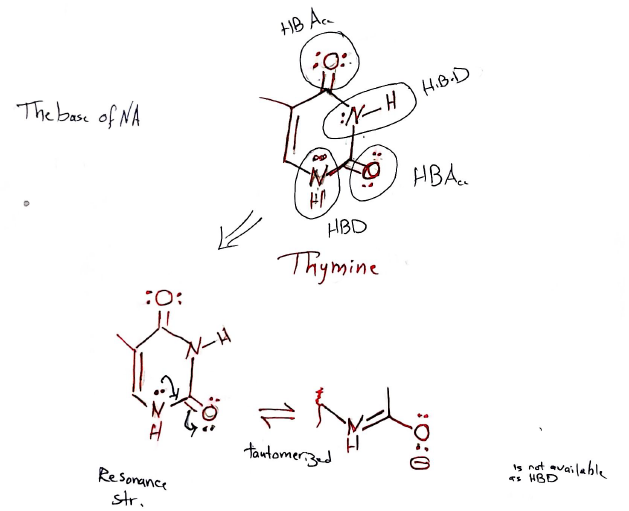 HB Acc
:O:
H.B.D
:N-H
The base of NA
N
H
O
HBAcc
HBD
Thymine
:O:
N-H
N
H
O
tautomerized
N
H
O
⊖
Resonance
str.
is not available
as HBD